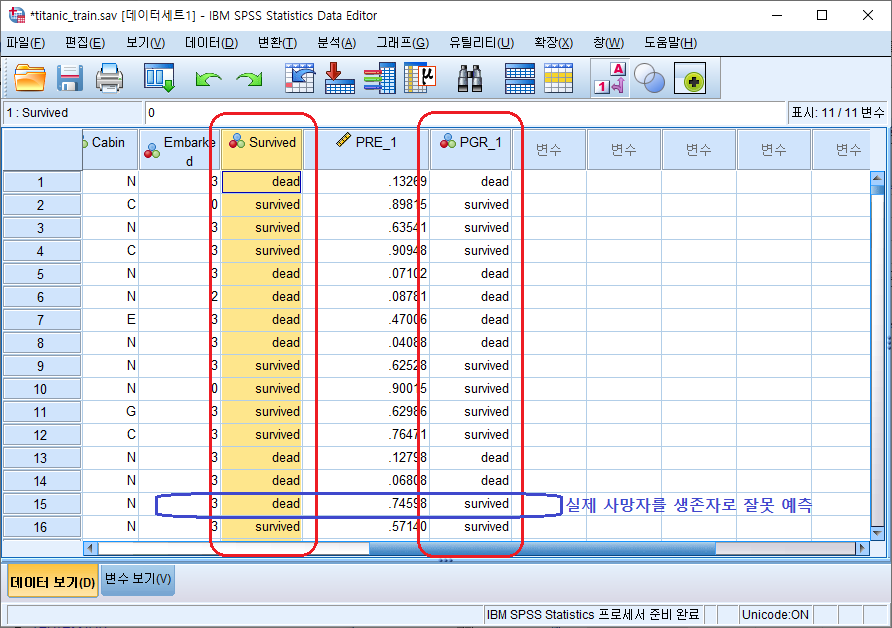 *titanic_train.sav [데이터세트1] - IBM SPSS Statistics Data Editor
파일(F) 편집(E) 보기(V) 데이터(D) 변환(T) 분석(A) 그래프(G) 유틸리티(U) 확장(X) 창(W) 도움말(H)
1 : Survived 0 표시: 11 / 11 변수
Cabin Embarked Survived PRE_1 PGR_1 변수 변수 변수 변수 변수
1 N 3 dead .13269 dead
2 C 0 survived .89815 survived
3 N 3 survived .63541 survived
4 C 3 survived .90948 survived
5 N 3 dead .07102 dead
6 N 2 dead .08781 dead
7 E 3 dead .47006 dead
8 N 3 dead .04088 dead
9 N 3 survived .62528 survived
10 N 0 survived .90015 survived
11 G 3 survived .62986 survived
12 C 3 survived .76471 survived
13 N 3 dead .12798 dead
14 N 3 dead .06808 dead
15 N 3 dead .74598 survived 실제 사망자를 생존자로 잘못 예측
16 N 3 survived .57140 survived
데이터 보기(D) 변수 보기(V)
IBM SPSS Statistics 프로세서 준비 완료 Unicode:ON